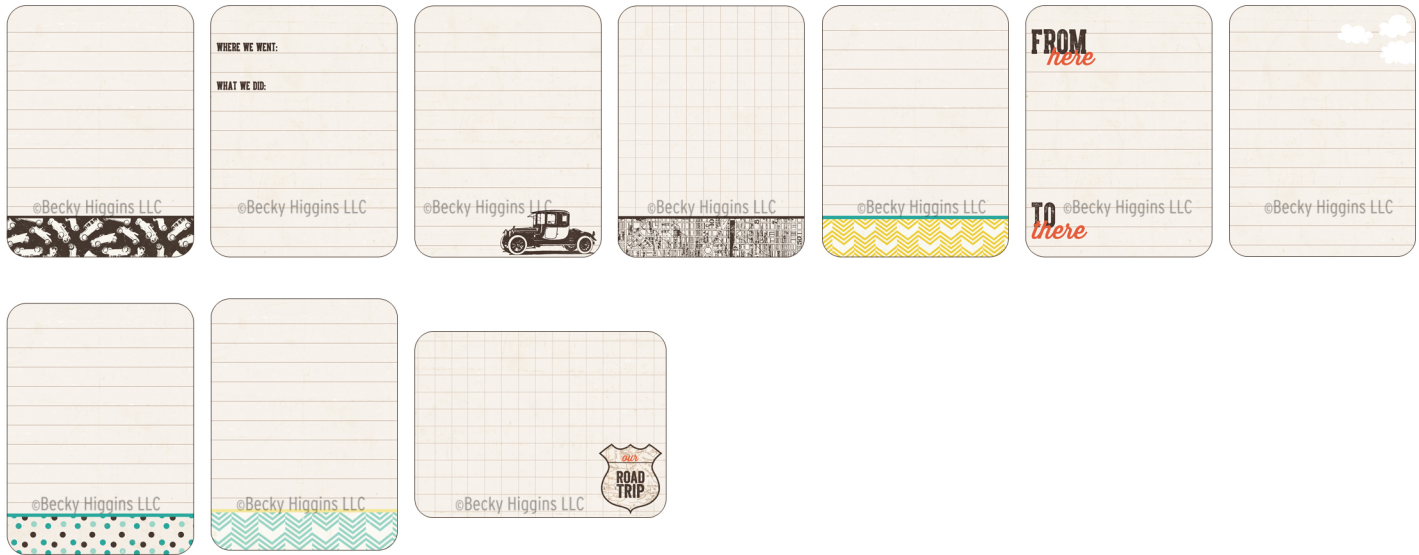 ©Becky Higgins LLC
WHERE WE WENT:
WHAT WE DID:
©Becky Higgins LLC
©Becky Higgins LLC
©Becky Higgins LLC
©Becky Higgins LLC
FROM
here
TO
there
©Becky Higgins LLC
©Becky Higgins LLC
©Becky Higgins LLC
©Becky Higgins LLC
our
ROAD
TRIP
©Becky Higgins LLC